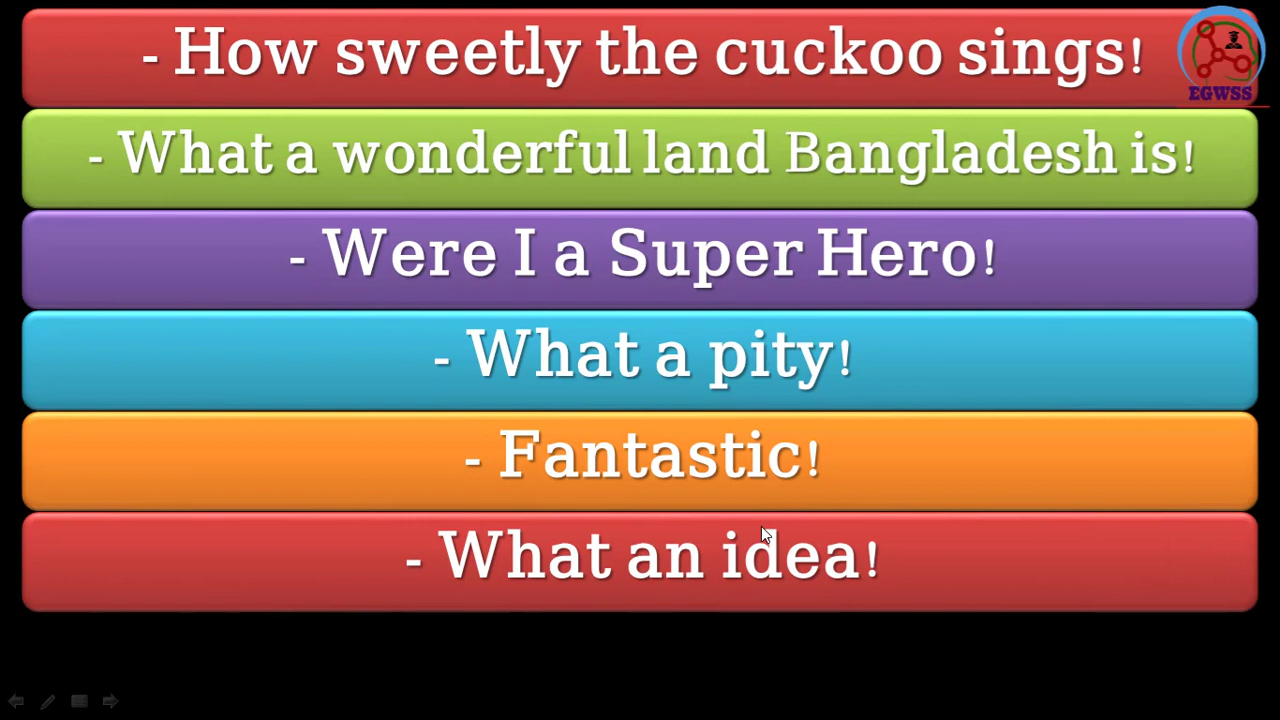 - How sweetly the cuckoo sings!
EGWSS
- What a wonderful land Bangladesh is!
- Were I a Super Hero!
- What a pity!
- Fantastic!
- What an idea!